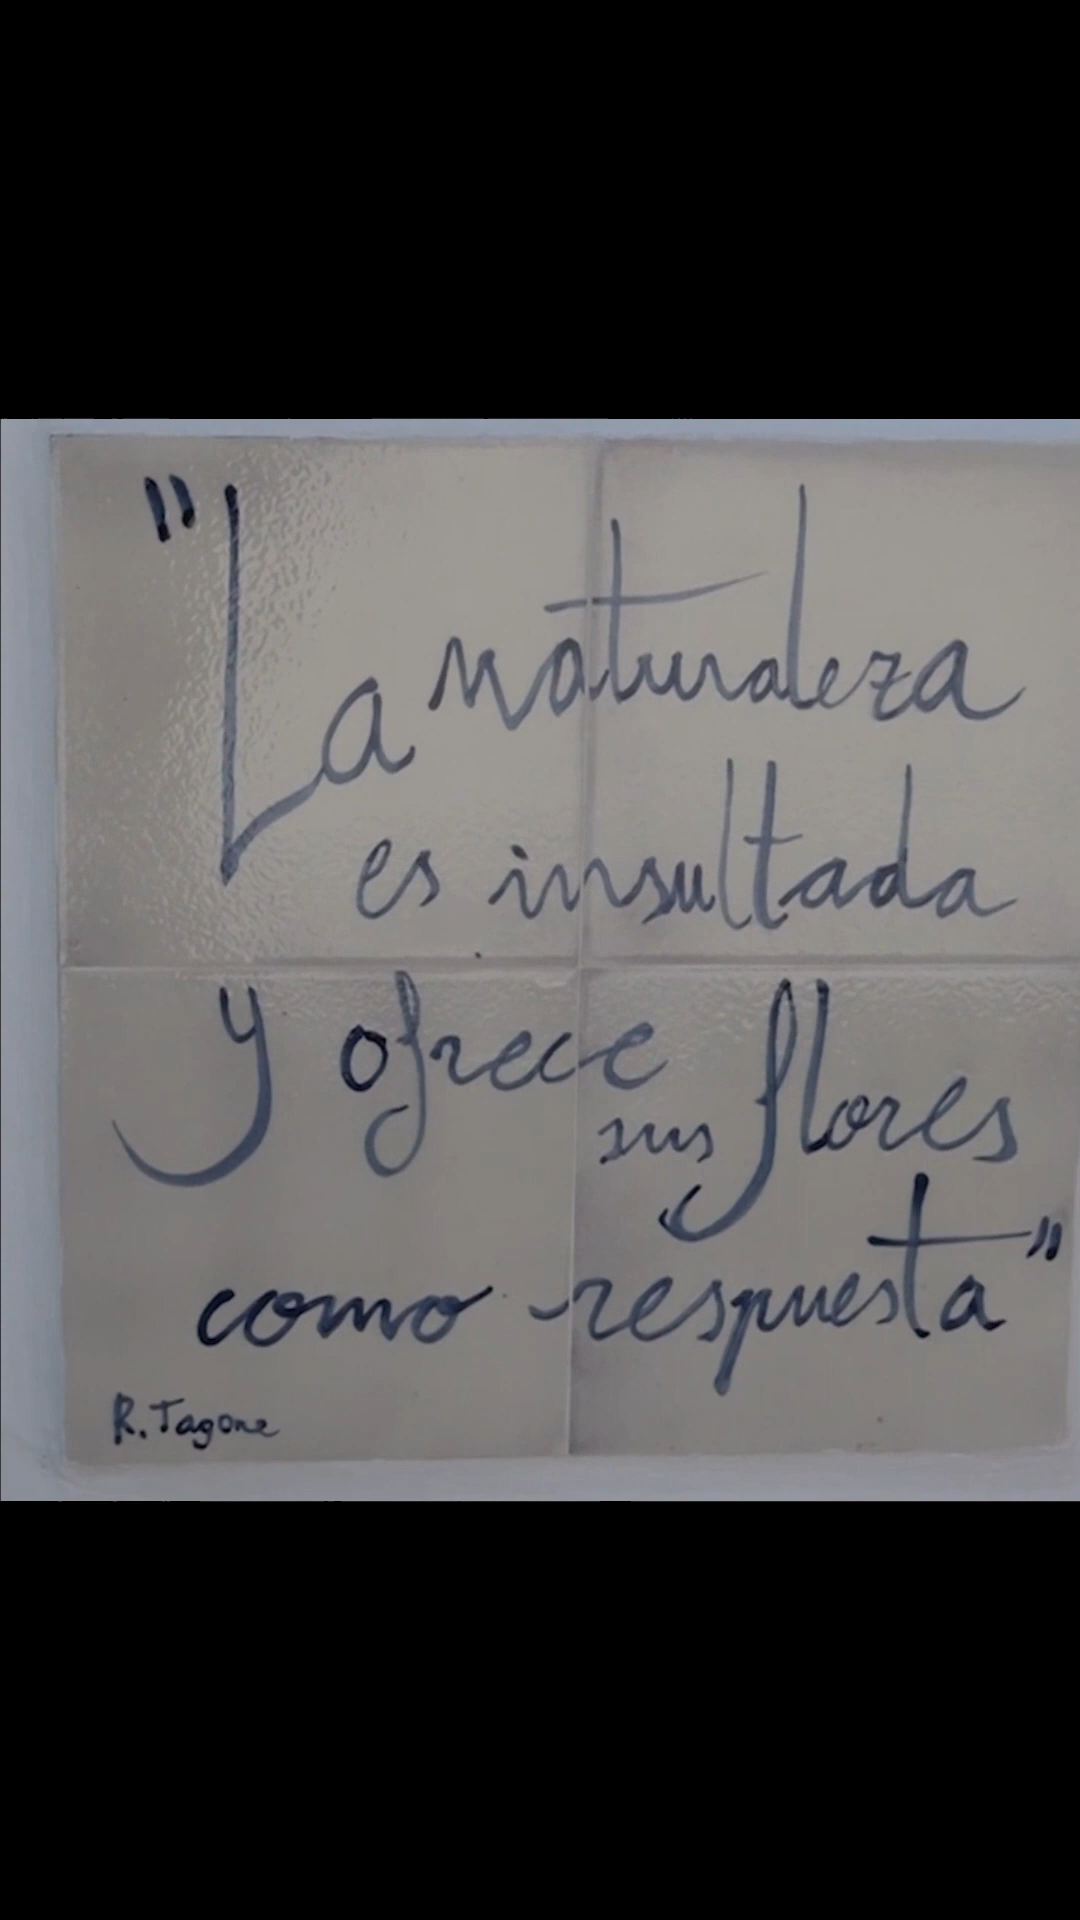 "La naturaleza
es insultada
y ofrece
sus flores
como respuesta"
R. Tagore